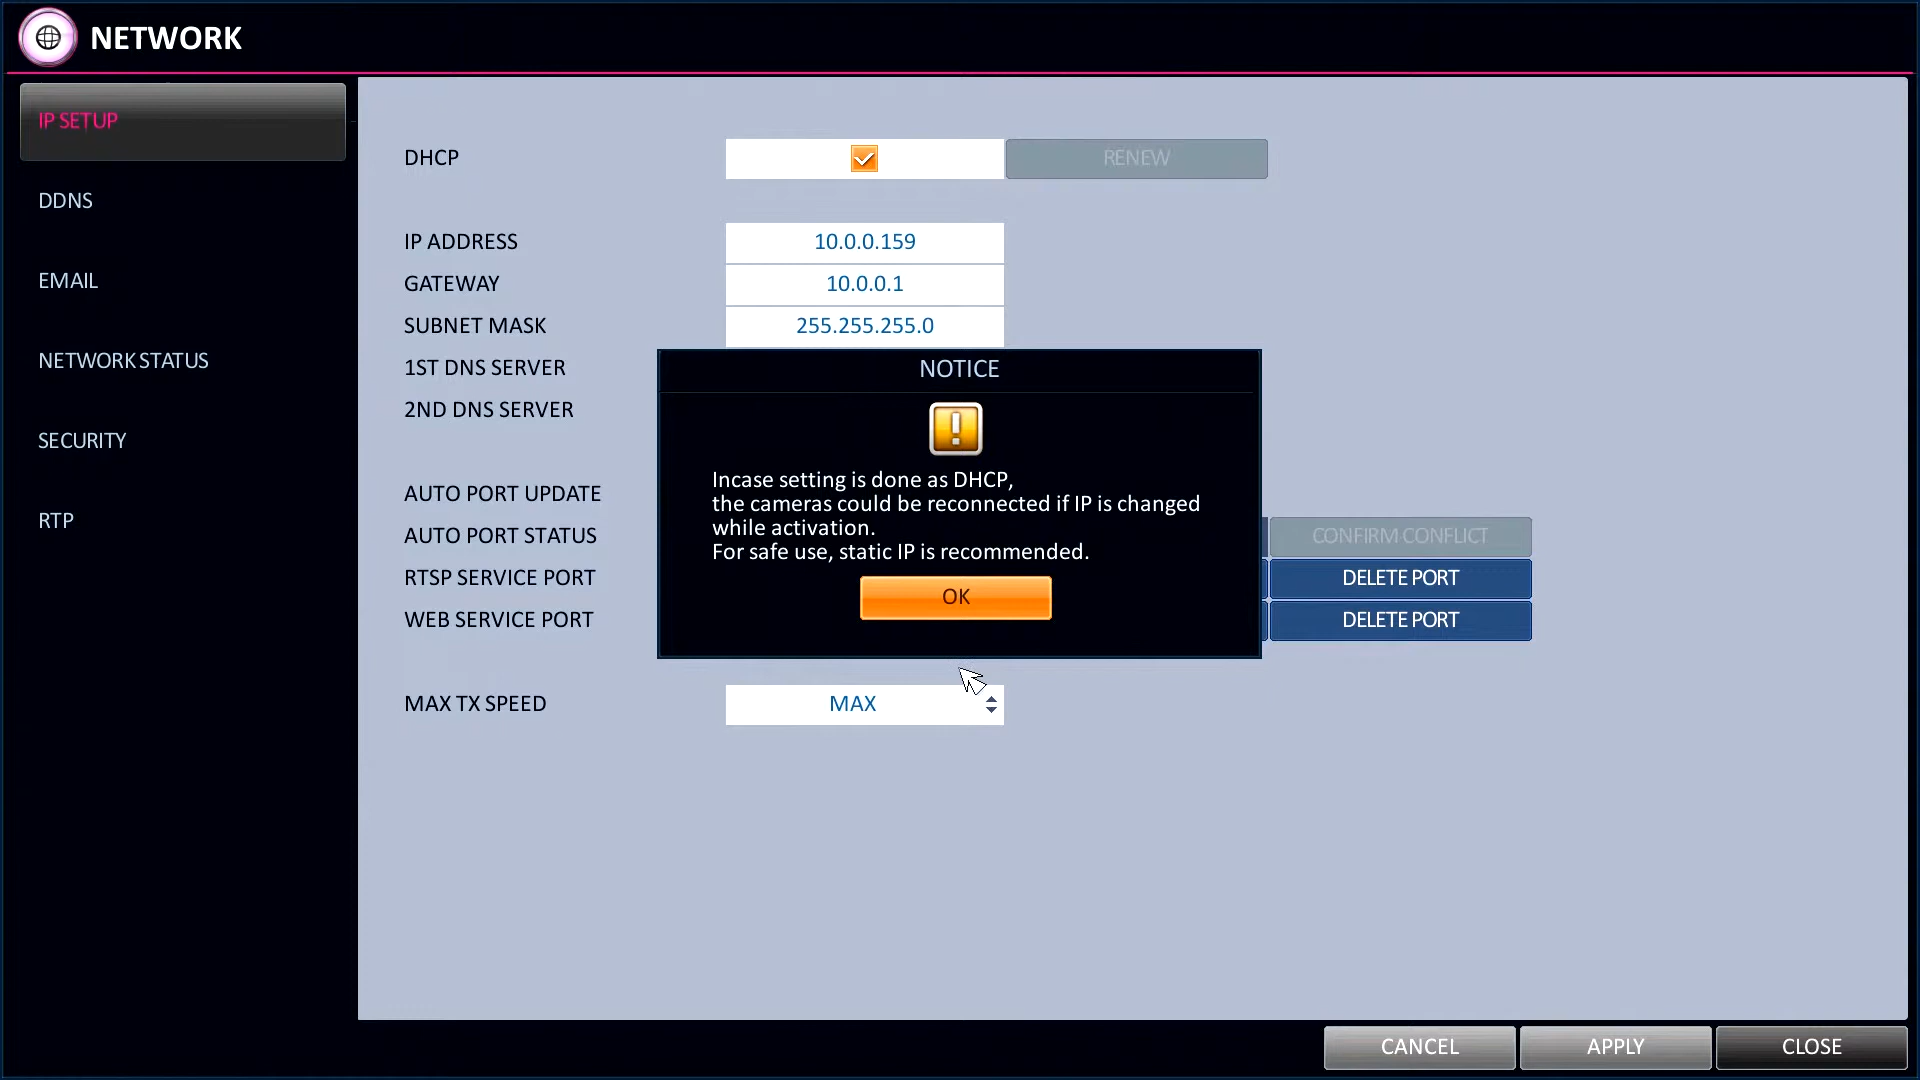 NETWORK
IP SETUP
DDNS
EMAIL
NETWORK STATUS
SECURITY
RTP
DHCP
RENEW
IP ADDRESS 10.0.0.159
GATEWAY 10.0.0.1
SUBNET MASK 255.255.255.0
1ST DNS SERVER
2ND DNS SERVER
AUTO PORT UPDATE
AUTO PORT STATUS CONFIRM CONFLICT
RTSP SERVICE PORT DELETE PORT
WEB SERVICE PORT DELETE PORT
MAX TX SPEED MAX
NOTICE
Incase setting is done as DHCP,
the cameras could be reconnected if IP is changed
while activation.
For safe use, static IP is recommended.
OK
CANCEL APPLY CLOSE